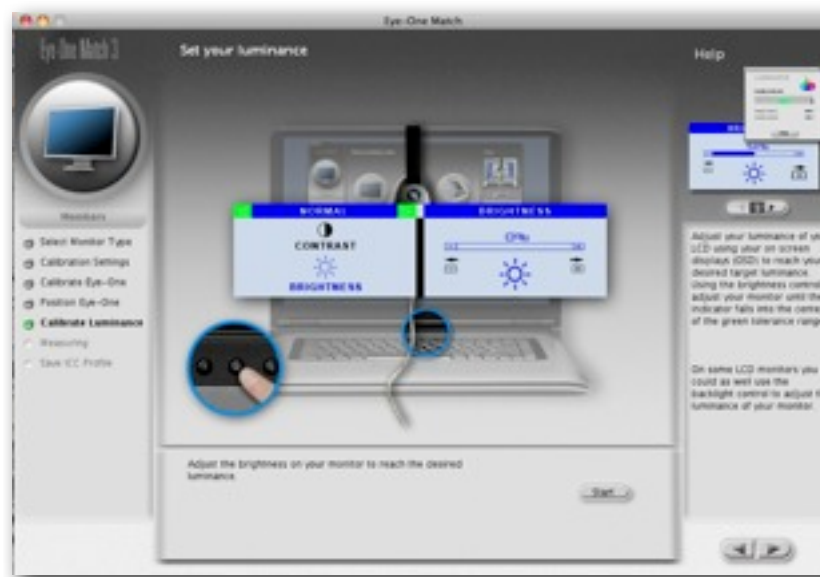 Eye-One Match
Eye-One Match 3
Set your luminance
Help
NORMAL
BRIGHTNESS
CONTRAST
BRIGHTNESS
Monitors
Select Monitor Type
Calibration Settings
Calibrate Eye-One
Position Eye-One
Calibrate Luminance
Measuring
Save ICC Profile
Adjust your luminance of
LCD using your on screen
displays (OSD) to reach your
desired target luminance.
Using the brightness control
adjust your monitor until the
indicator falls into the center
of the green tolerance range
On some LCD monitors you
could as well use the
backlight control to adjust
luminance of your monitor.
Adjust the brightness on your monitor to reach the desired
luminance.
Start